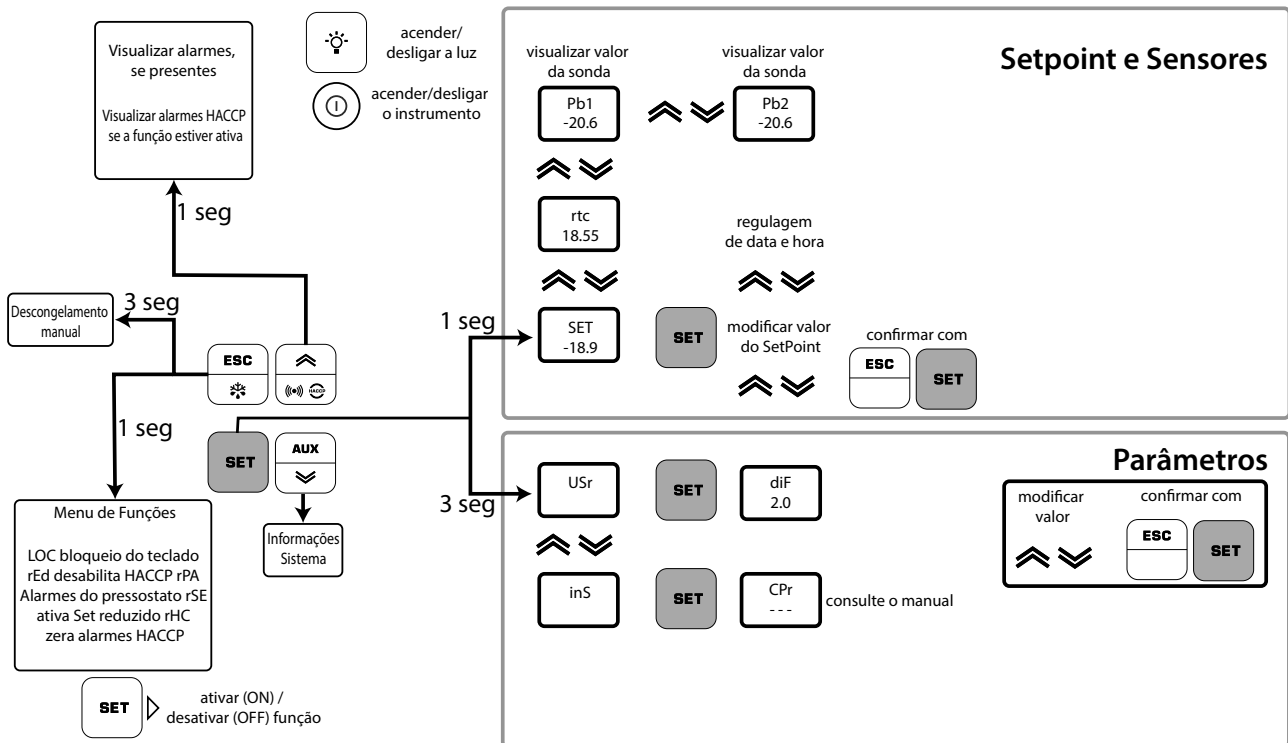 Visualizar alarmes,
se presentes
Visualizar alarmes HACCP
se a função estiver ativa
acender/
desligar a luz
acender/desligar
o instrumento
1 seg
Descongelamento
manual
3 seg
ESC
HACCP
1 seg
SET
AUX
Informações
Sistema
Menu de Funções
LOC bloqueio do teclado
rEd desabilita HACCP rPA
Alarmes do pressostato rSE
ativa Set reduzido rHC
zera alarmes HACCP
SET
ativar (ON) /
desativar (OFF) função
1 seg
3 seg
Setpoint e Sensores
visualizar valor
da sonda
Pb1
-20.6
visualizar valor
da sonda
Pb2
-20.6
rtc
18.55
regulagem
de data e hora
SET
-18.9
SET
modificar valor
do SetPoint
confirmar com
ESC
SET
Parâmetros
USr
SET
diF
2.0
inS
SET
CPr
- - -
consulte o manual
modificar
valor
confirmar com
ESC
SET